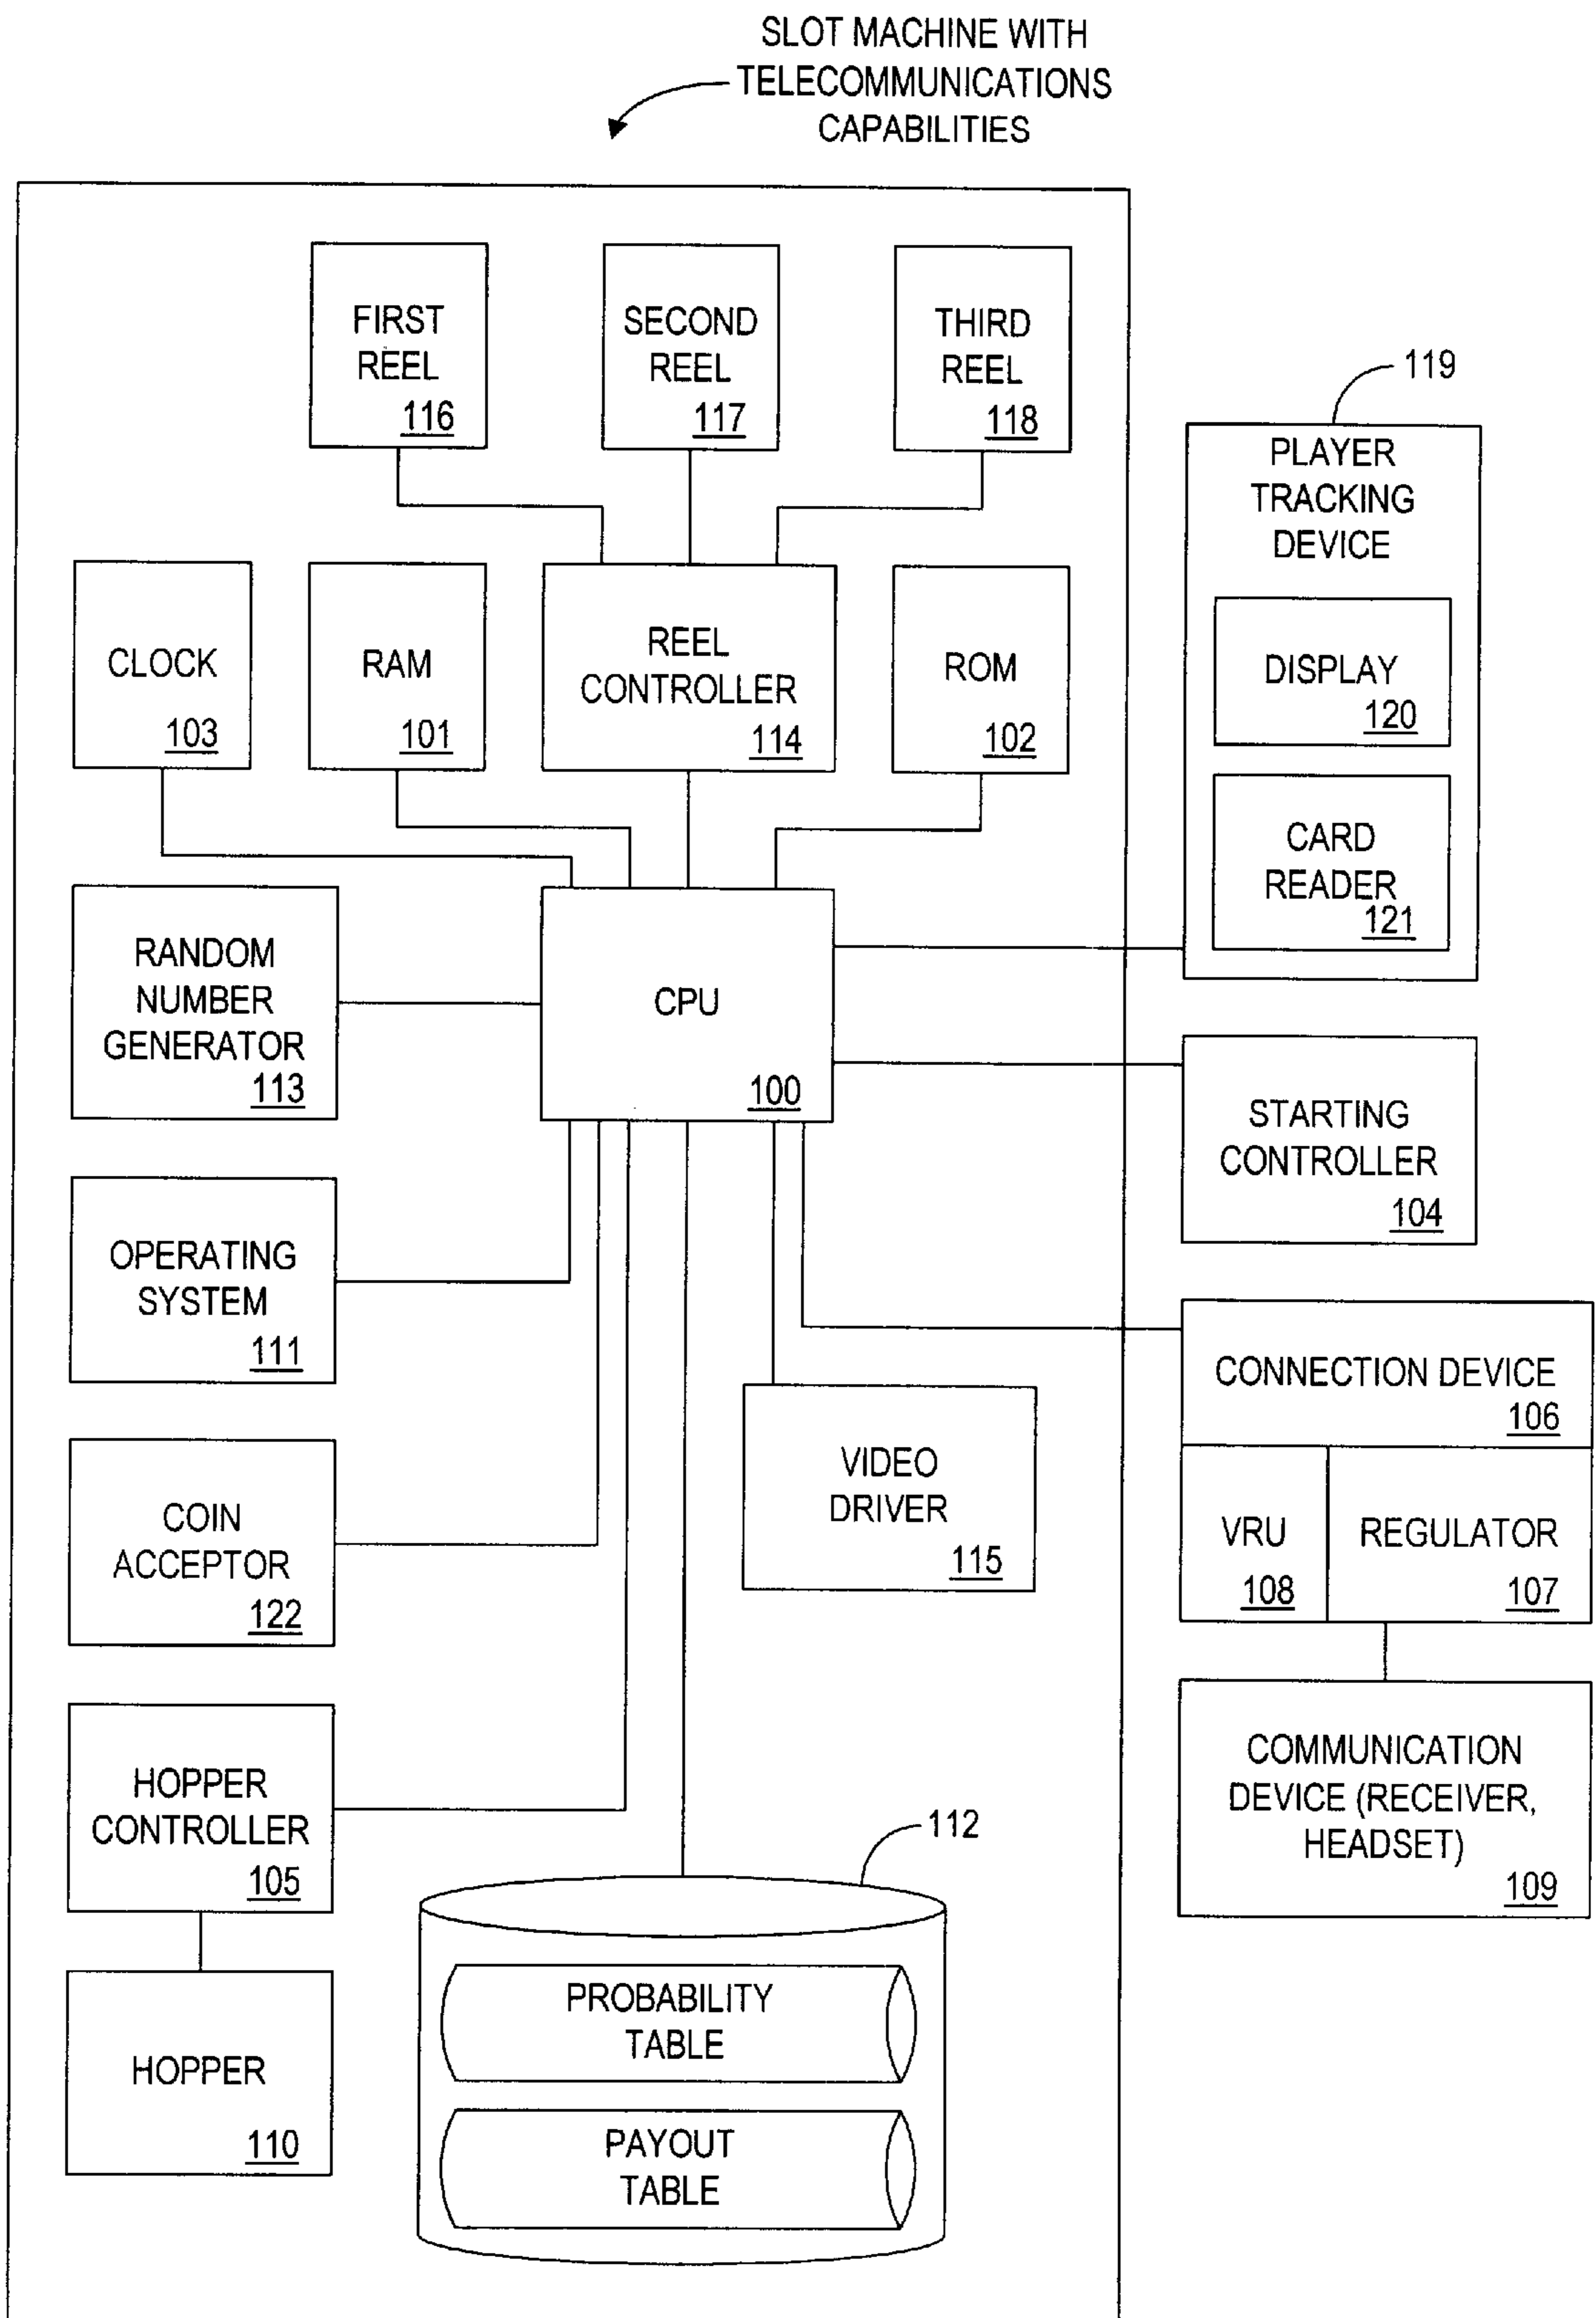 SLOT MACHINE WITH
TELECOMMUNICATIONS
CAPABILITIES
FIRST
REEL
116
SECOND
REEL
117
THIRD
REEL
118
119
PLAYER
TRACKING
DEVICE
DISPLAY
120
CARD
READER
121
CLOCK
103
RAM
101
REEL
CONTROLLER
114
ROM
102
RANDOM
NUMBER
GENERATOR
113
CPU
100
STARTING
CONTROLLER
104
OPERATING
SYSTEM
111
CONNECTION DEVICE
106
VRU
108
REGULATOR
107
VIDEO
DRIVER
115
COIN
ACCEPTOR
122
COMMUNICATION
DEVICE (RECEIVER,
HEADSET)
109
HOPPER
CONTROLLER
105
112
HOPPER
110
PROBABILITY
TABLE
PAYOUT
TABLE